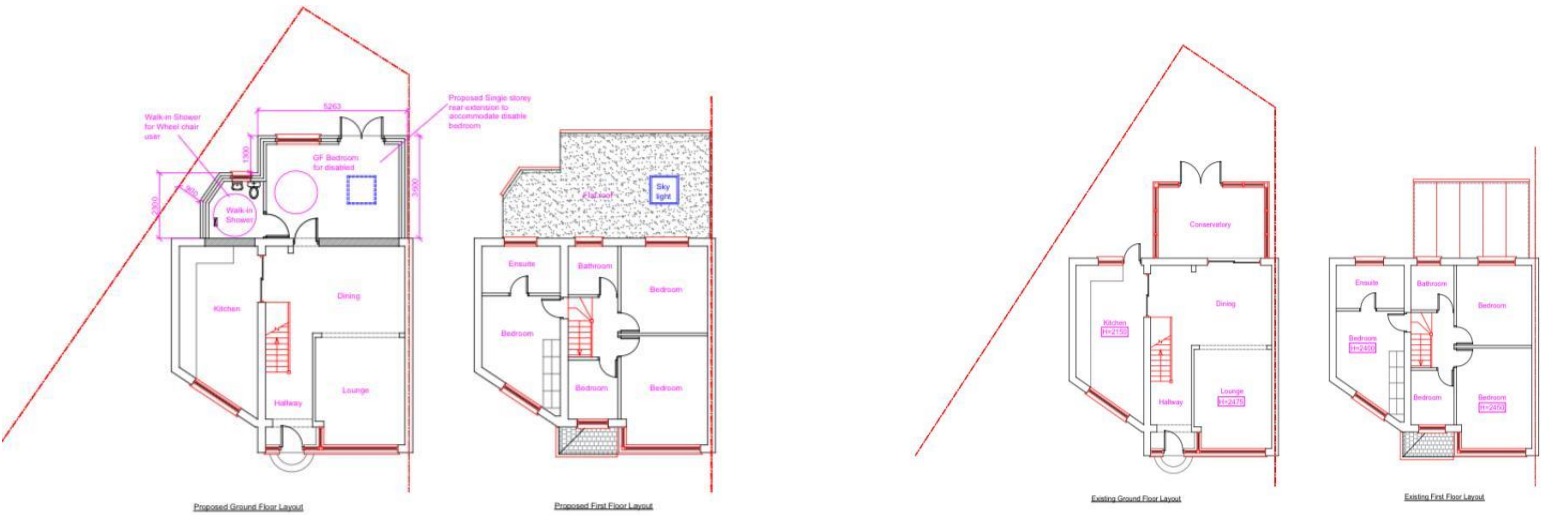 5263
Proposed Single storey
rear extension to
accommodate disable
bedroom
Walk-in Shower
for Wheel chair
user
1300
GF Bedroom
for disabled
2300
900
3600
Walk-in
Shower
Kitchen
Dining
Lounge
Hallway
Proposed Ground Floor Layout
Flat roof
Sky
light
Ensuite
Bathroom
Bedroom
Bedroom
Bedroom
Bedroom
Proposed First Floor Layout
Conservatory
Dining
Kitchen
H=2150
Lounge
H=2475
Hallway
Existing Ground Floor Layout
Ensuite
Bathroom
Bedroom
Bedroom
H=2400
Bedroom
Bedroom
H=2450
Existing First Floor Layout